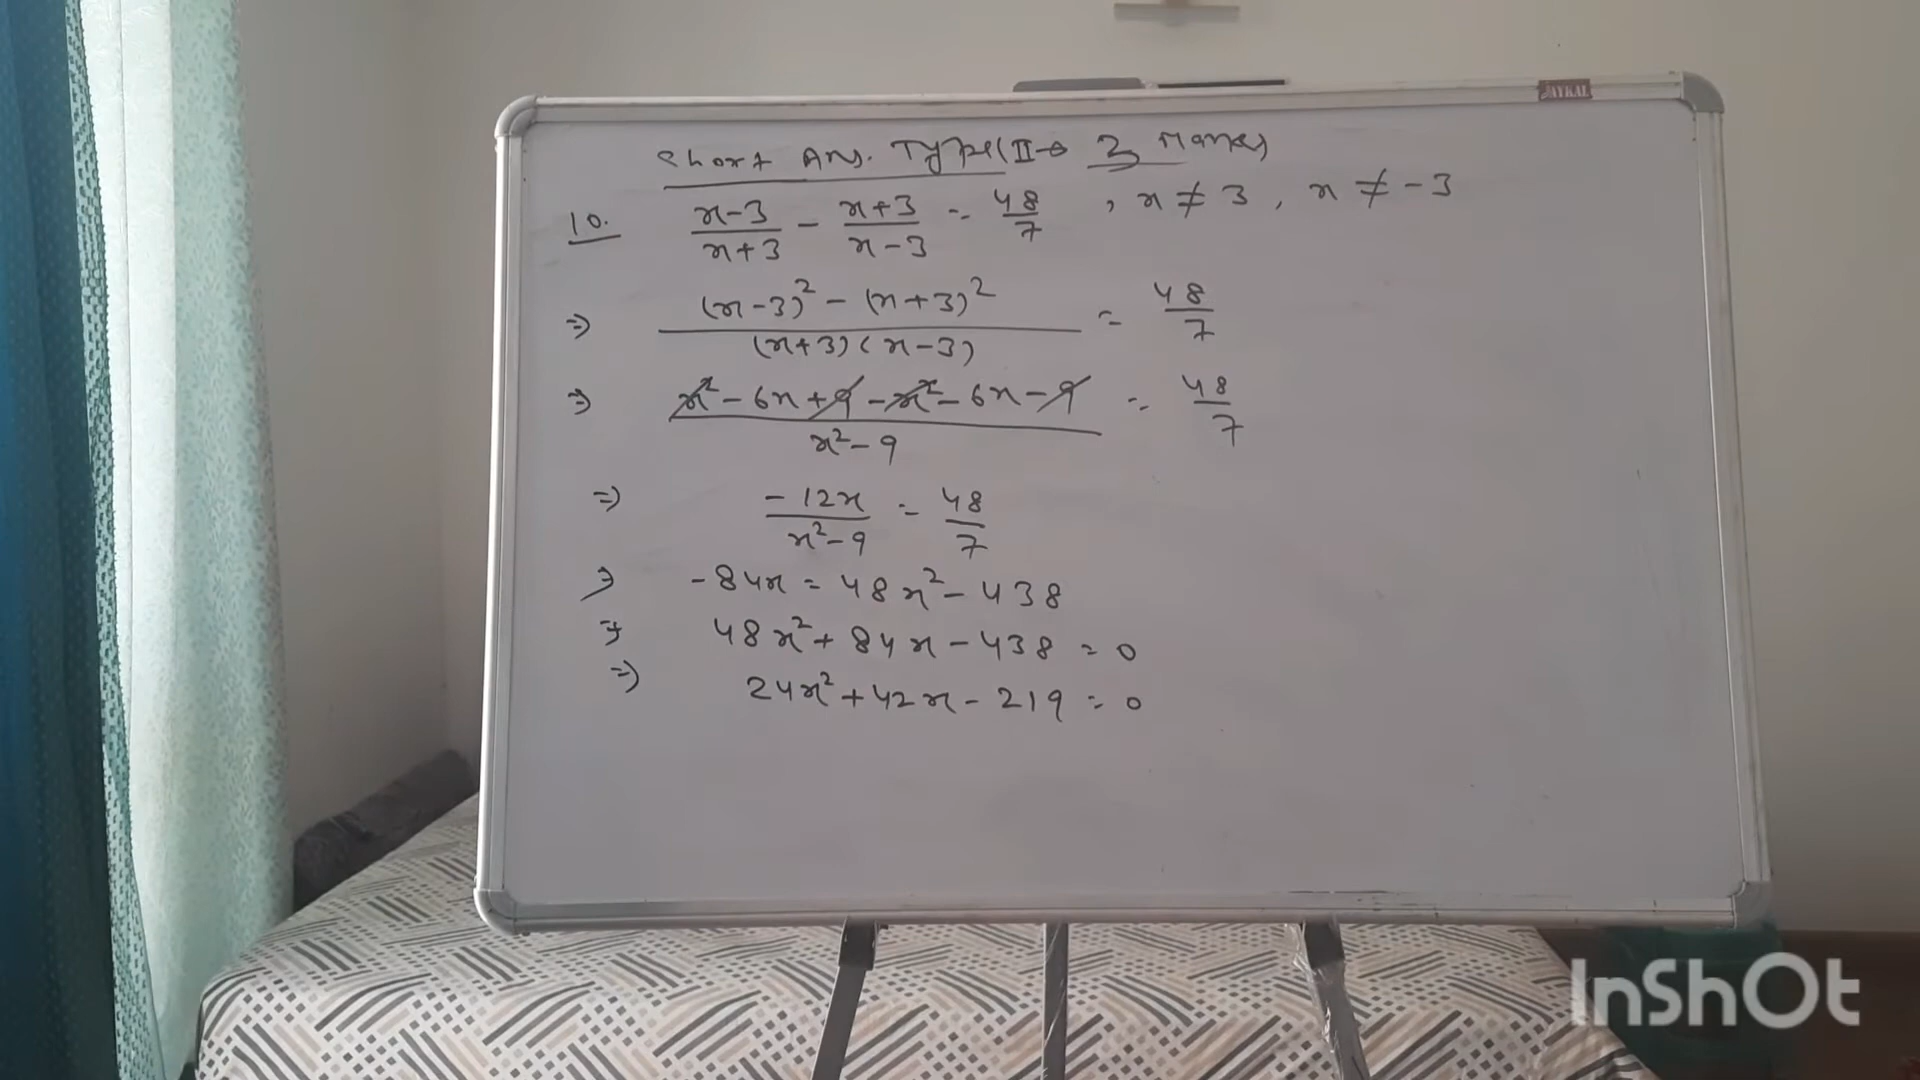 JAYKAL
Short Ans. Type (II → 3 Marks)
10. x-3/x+3 - x+3/x-3 = 48/7 , x ≠ 3 , x ≠ -3
⇒ (x-3)² - (x+3)² / (x+3)(x-3) = 48/7
⇒ x² - 6x + 9 - x² - 6x - 9 / x² - 9 = 48/7
⇒ -12x / x² - 9 = 48/7
⇒ -84x = 48x² - 438
⇒ 48x² + 84x - 438 = 0
⇒ 24x² + 42x - 219 = 0
InShOt